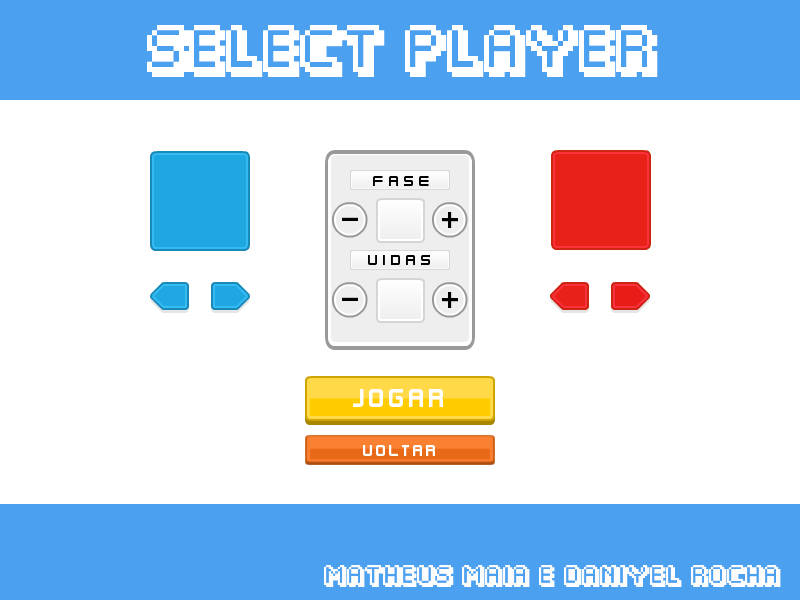 SELECT PLAYER
FASE
− +
VIDAS
− +
JOGAR
VOLTAR
MATHEUS MAIA E DANIYEL ROCHA